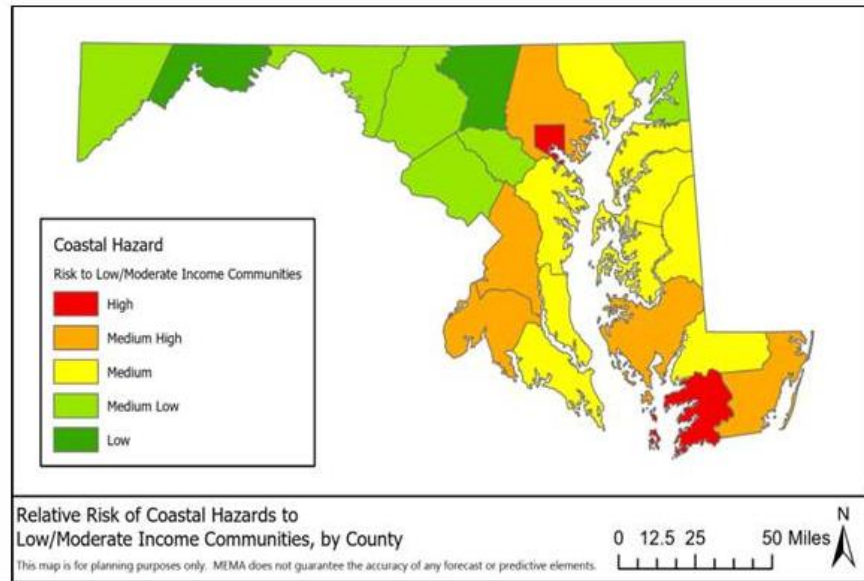 Coastal Hazard
Risk to Low/Moderate Income Communities
High
Medium High
Medium
Medium Low
Low
Relative Risk of Coastal Hazards to
Low/Moderate Income Communities, by County
This map is for planning purposes only. MEMA does not guarantee the accuracy of any forecast or predictive elements.
0 12.5 25 50 Miles
N